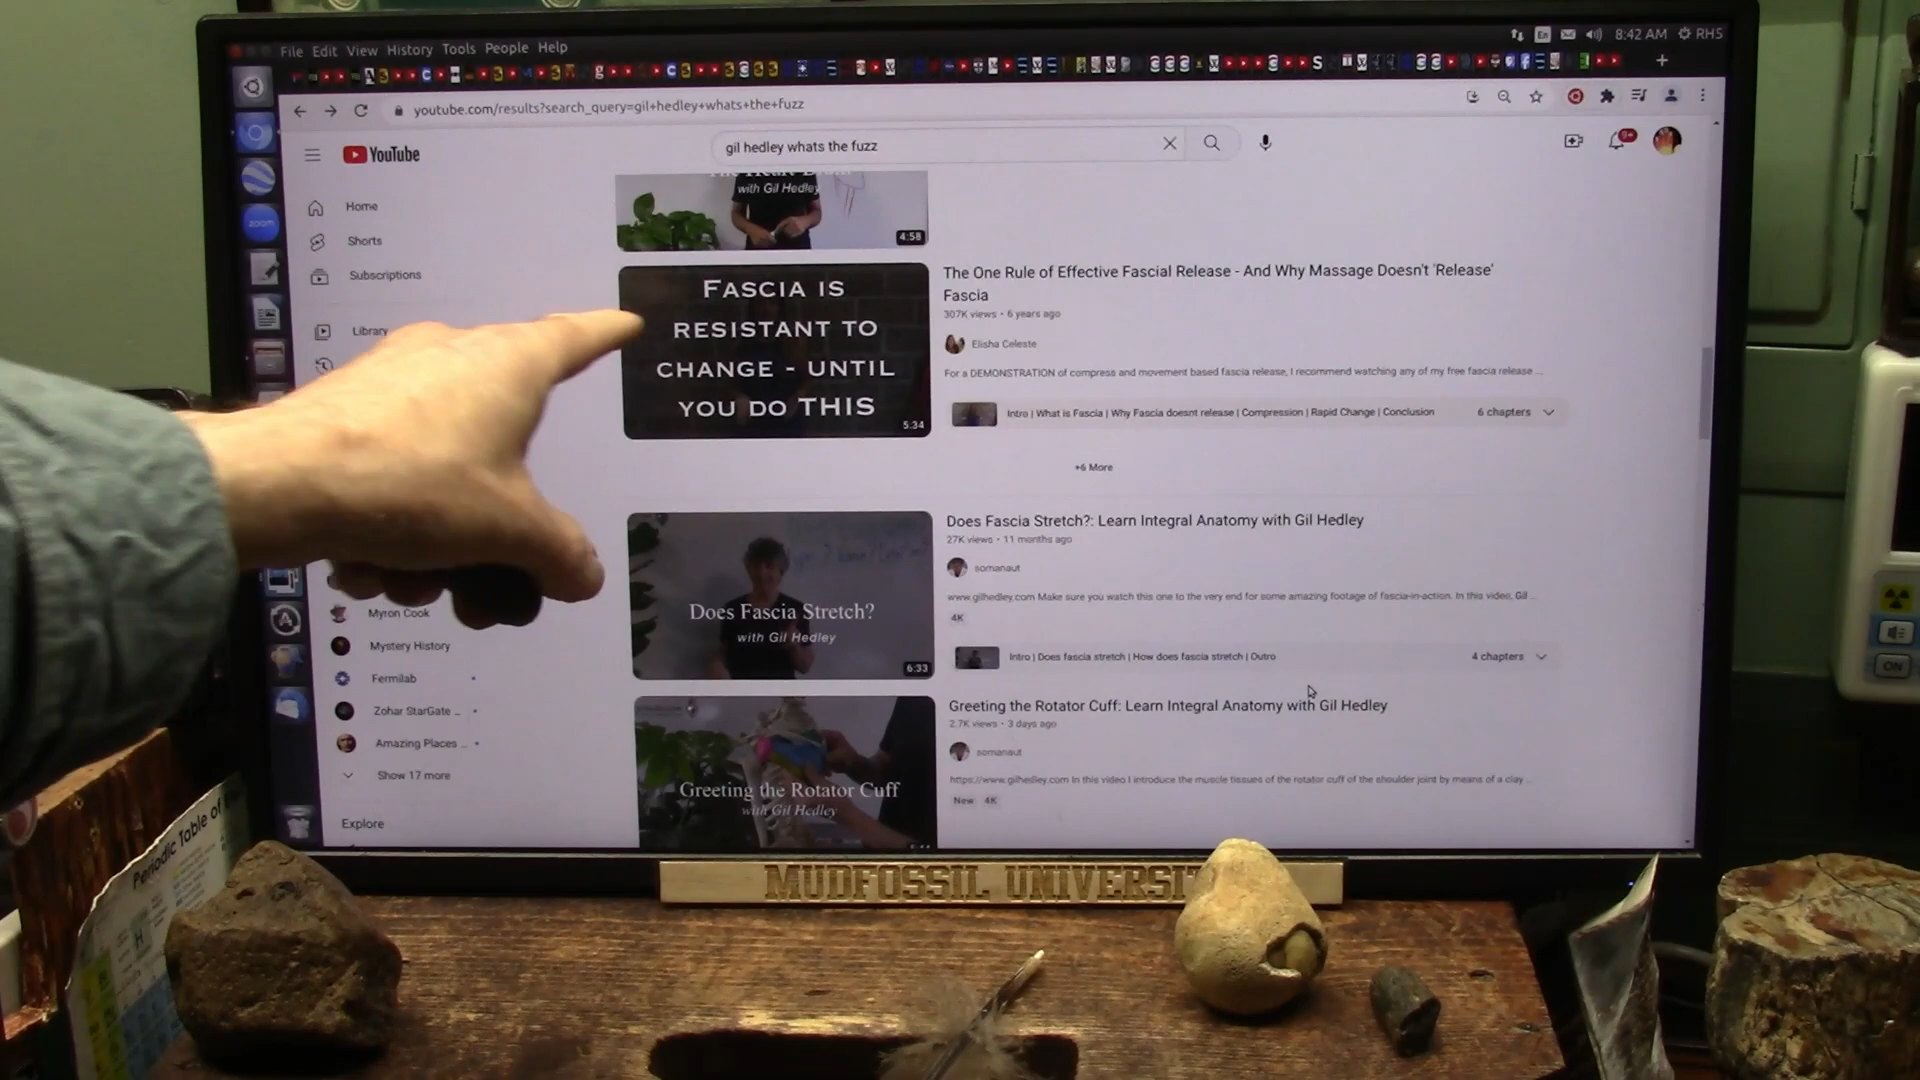 File Edit View History Tools People Help
En 8:42 AM RHS
youtube.com/results?search_query=gil+hedley+whats+the+fuzz
YouTube
gil hedley whats the fuzz
9+
Home
Shorts
Subscriptions
Library
zoom
with Gil Hedley
4:58
FASCIA IS
RESISTANT TO
CHANGE - UNTIL
YOU DO THIS
5:34
The One Rule of Effective Fascial Release - And Why Massage Doesn't 'Release'
Fascia
307K views • 6 years ago
Elisha Celeste
For a DEMONSTRATION of compress and movement based fascia release, I recommend watching any of my free fascia release ...
Intro | What is Fascia | Why Fascia doesnt release | Compression | Rapid Change | Conclusion 6 chapters
+6 More
Does Fascia Stretch?
with Gil Hedley
6:33
Does Fascia Stretch?: Learn Integral Anatomy with Gil Hedley
27K views • 11 months ago
somanaut
www.gilhedley.com Make sure you watch this one to the very end for some amazing footage of fascia-in-action. In this video, Gil ...
4K
Intro | Does fascia stretch | How does fascia stretch | Outro 4 chapters
Myron Cook
Mystery History
Fermilab
Zohar StarGate ...
Amazing Places ...
Show 17 more
Explore
Greeting the Rotator Cuff
with Gil Hedley
Greeting the Rotator Cuff: Learn Integral Anatomy with Gil Hedley
2.7K views • 3 days ago
somanaut
https://www.gilhedley.com In this video I introduce the muscle tissues of the rotator cuff of the shoulder joint by means of a clay ...
New 4K
ON
MUDFOSSIL UNIVERSI
Periodic Table of
H